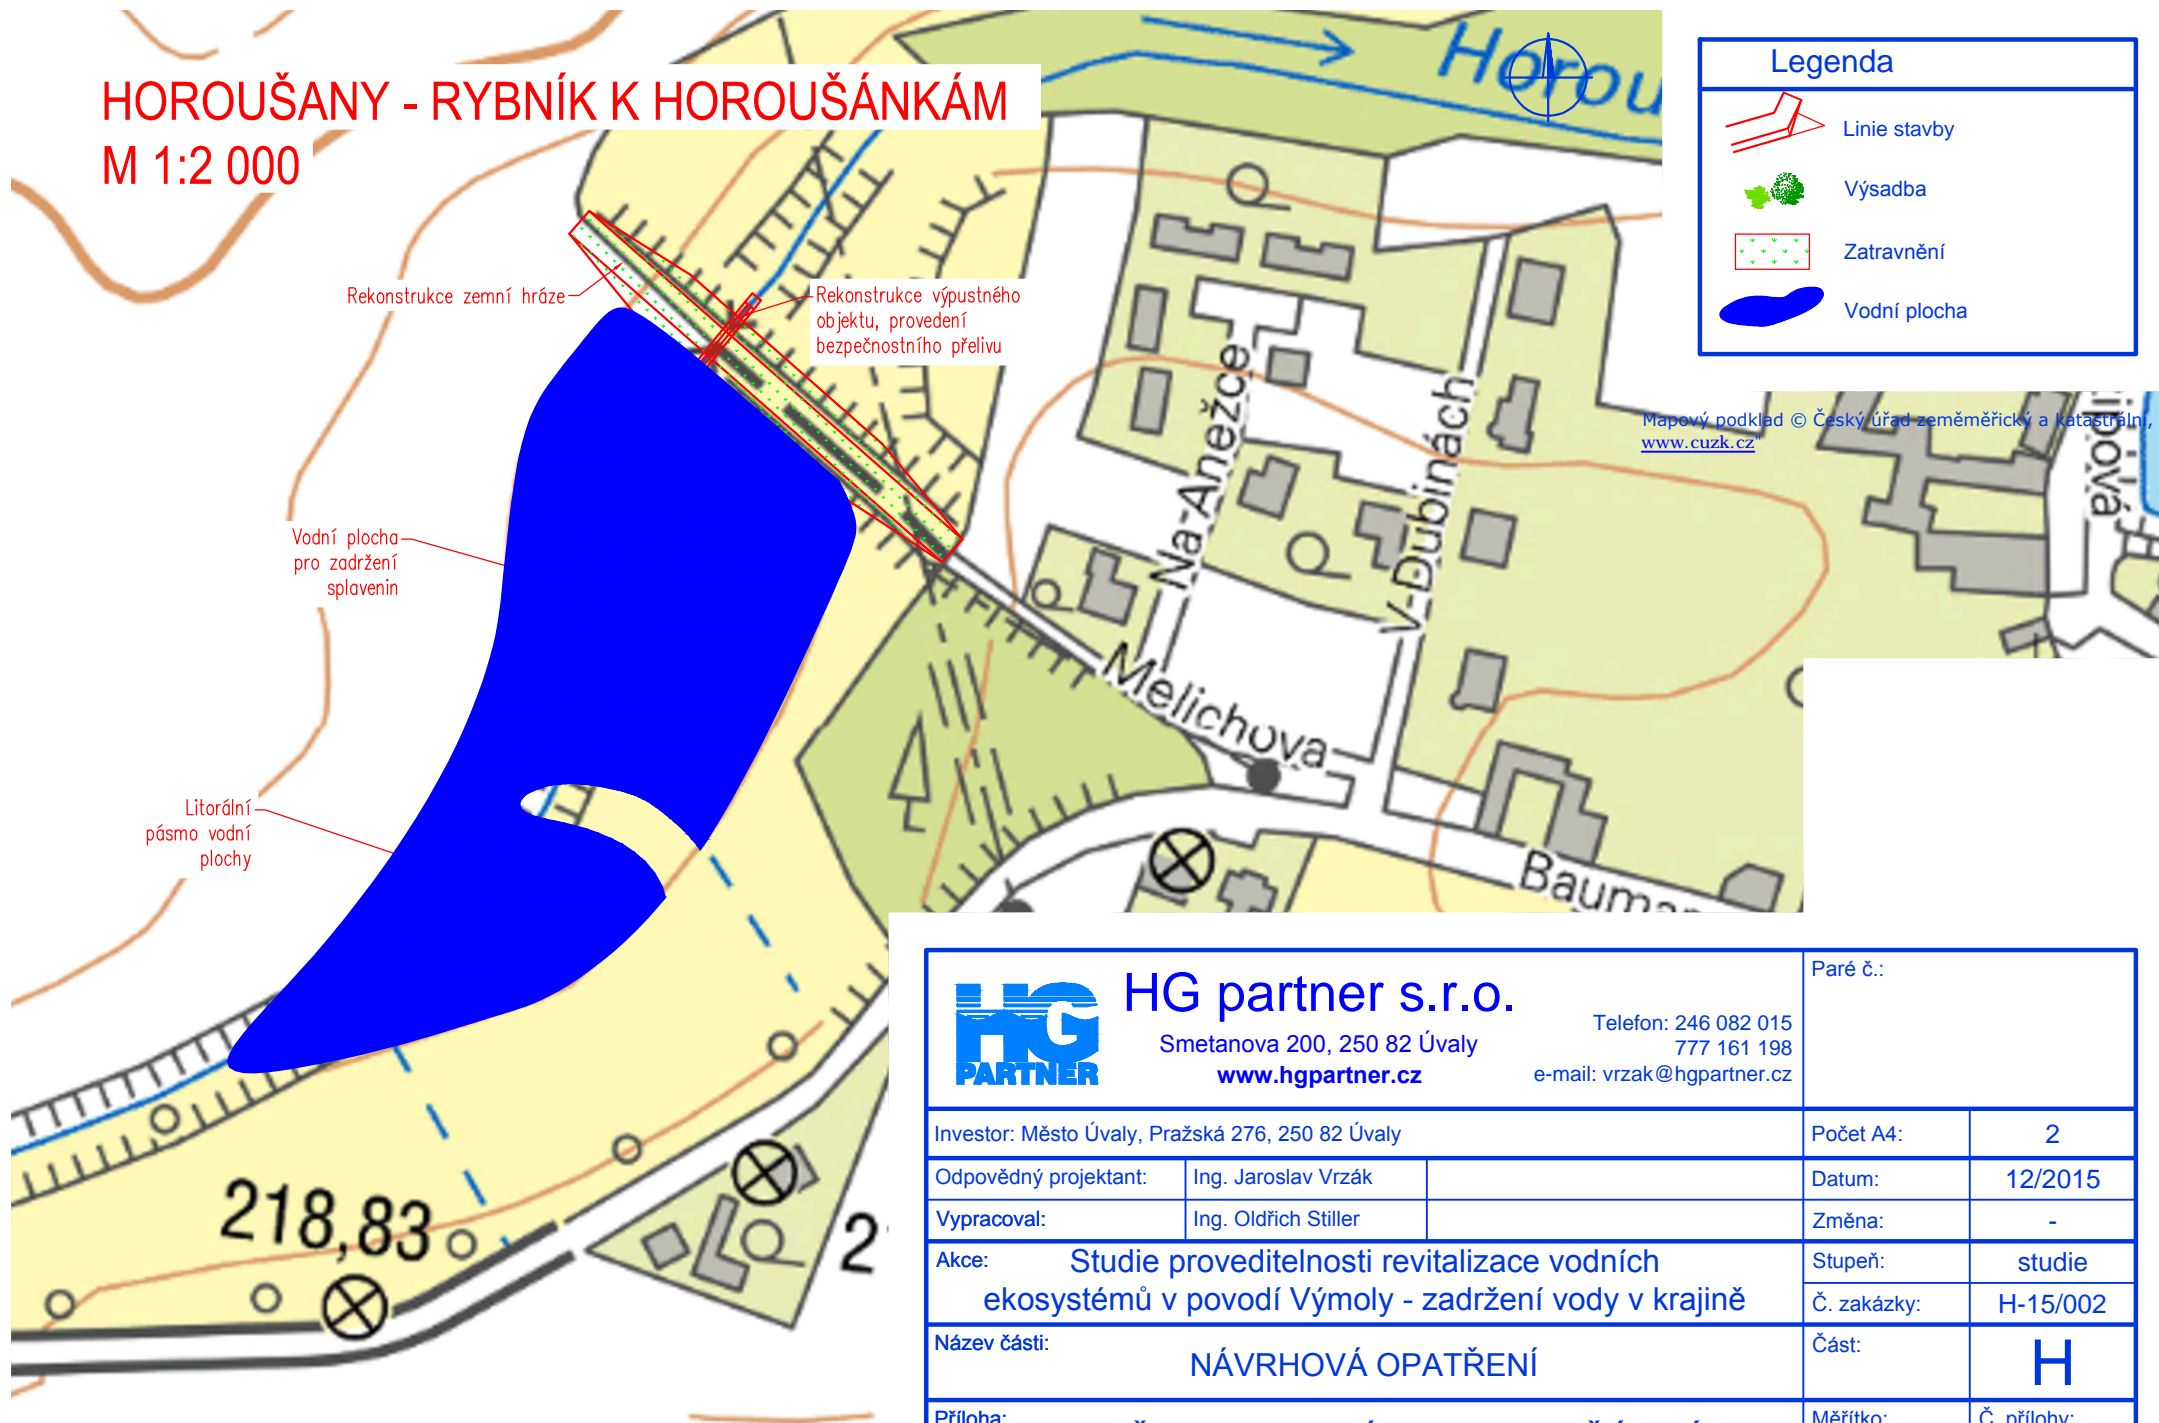 HOROUŠANY - RYBNÍK K HOROUŠÁNKÁM
M 1:2 000
Horou
Legenda
Linie stavby
Výsadba
Zatravnění
Vodní plocha
Mapový podklad © Český úřad zeměměřický a katastrální,
www.cuzk.cz"
Rekonstrukce zemní hráze
Rekonstrukce výpustného
objektu, provedení
bezpečnostního přelivu
Vodní plocha
pro zadržení
splavenin
Litorální
pásmo vodní
plochy
Na Anežce
V Dubinách
Melichova
218,83
2
HG PARTNER
HG partner s.r.o.
Smetanova 200, 250 82 Úvaly
www.hgpartner.cz
Telefon: 246 082 015
777 161 198
e-mail: vrzak@hgpartner.cz
Paré č.:
Investor: Město Úvaly, Pražská 276, 250 82 Úvaly
Počet A4: 2
Odpovědný projektant: Ing. Jaroslav Vrzák
Datum: 12/2015
Vypracoval: Ing. Oldřich Stiller
Změna: -
Akce: Studie proveditelnosti revitalizace vodních
ekosystémů v povodí Výmoly - zadržení vody v krajině
Stupeň: studie
Č. zakázky: H-15/002
Název části:
NÁVRHOVÁ OPATŘENÍ
Část: H
Příloha:
Měřítko:
Č. přílohy: